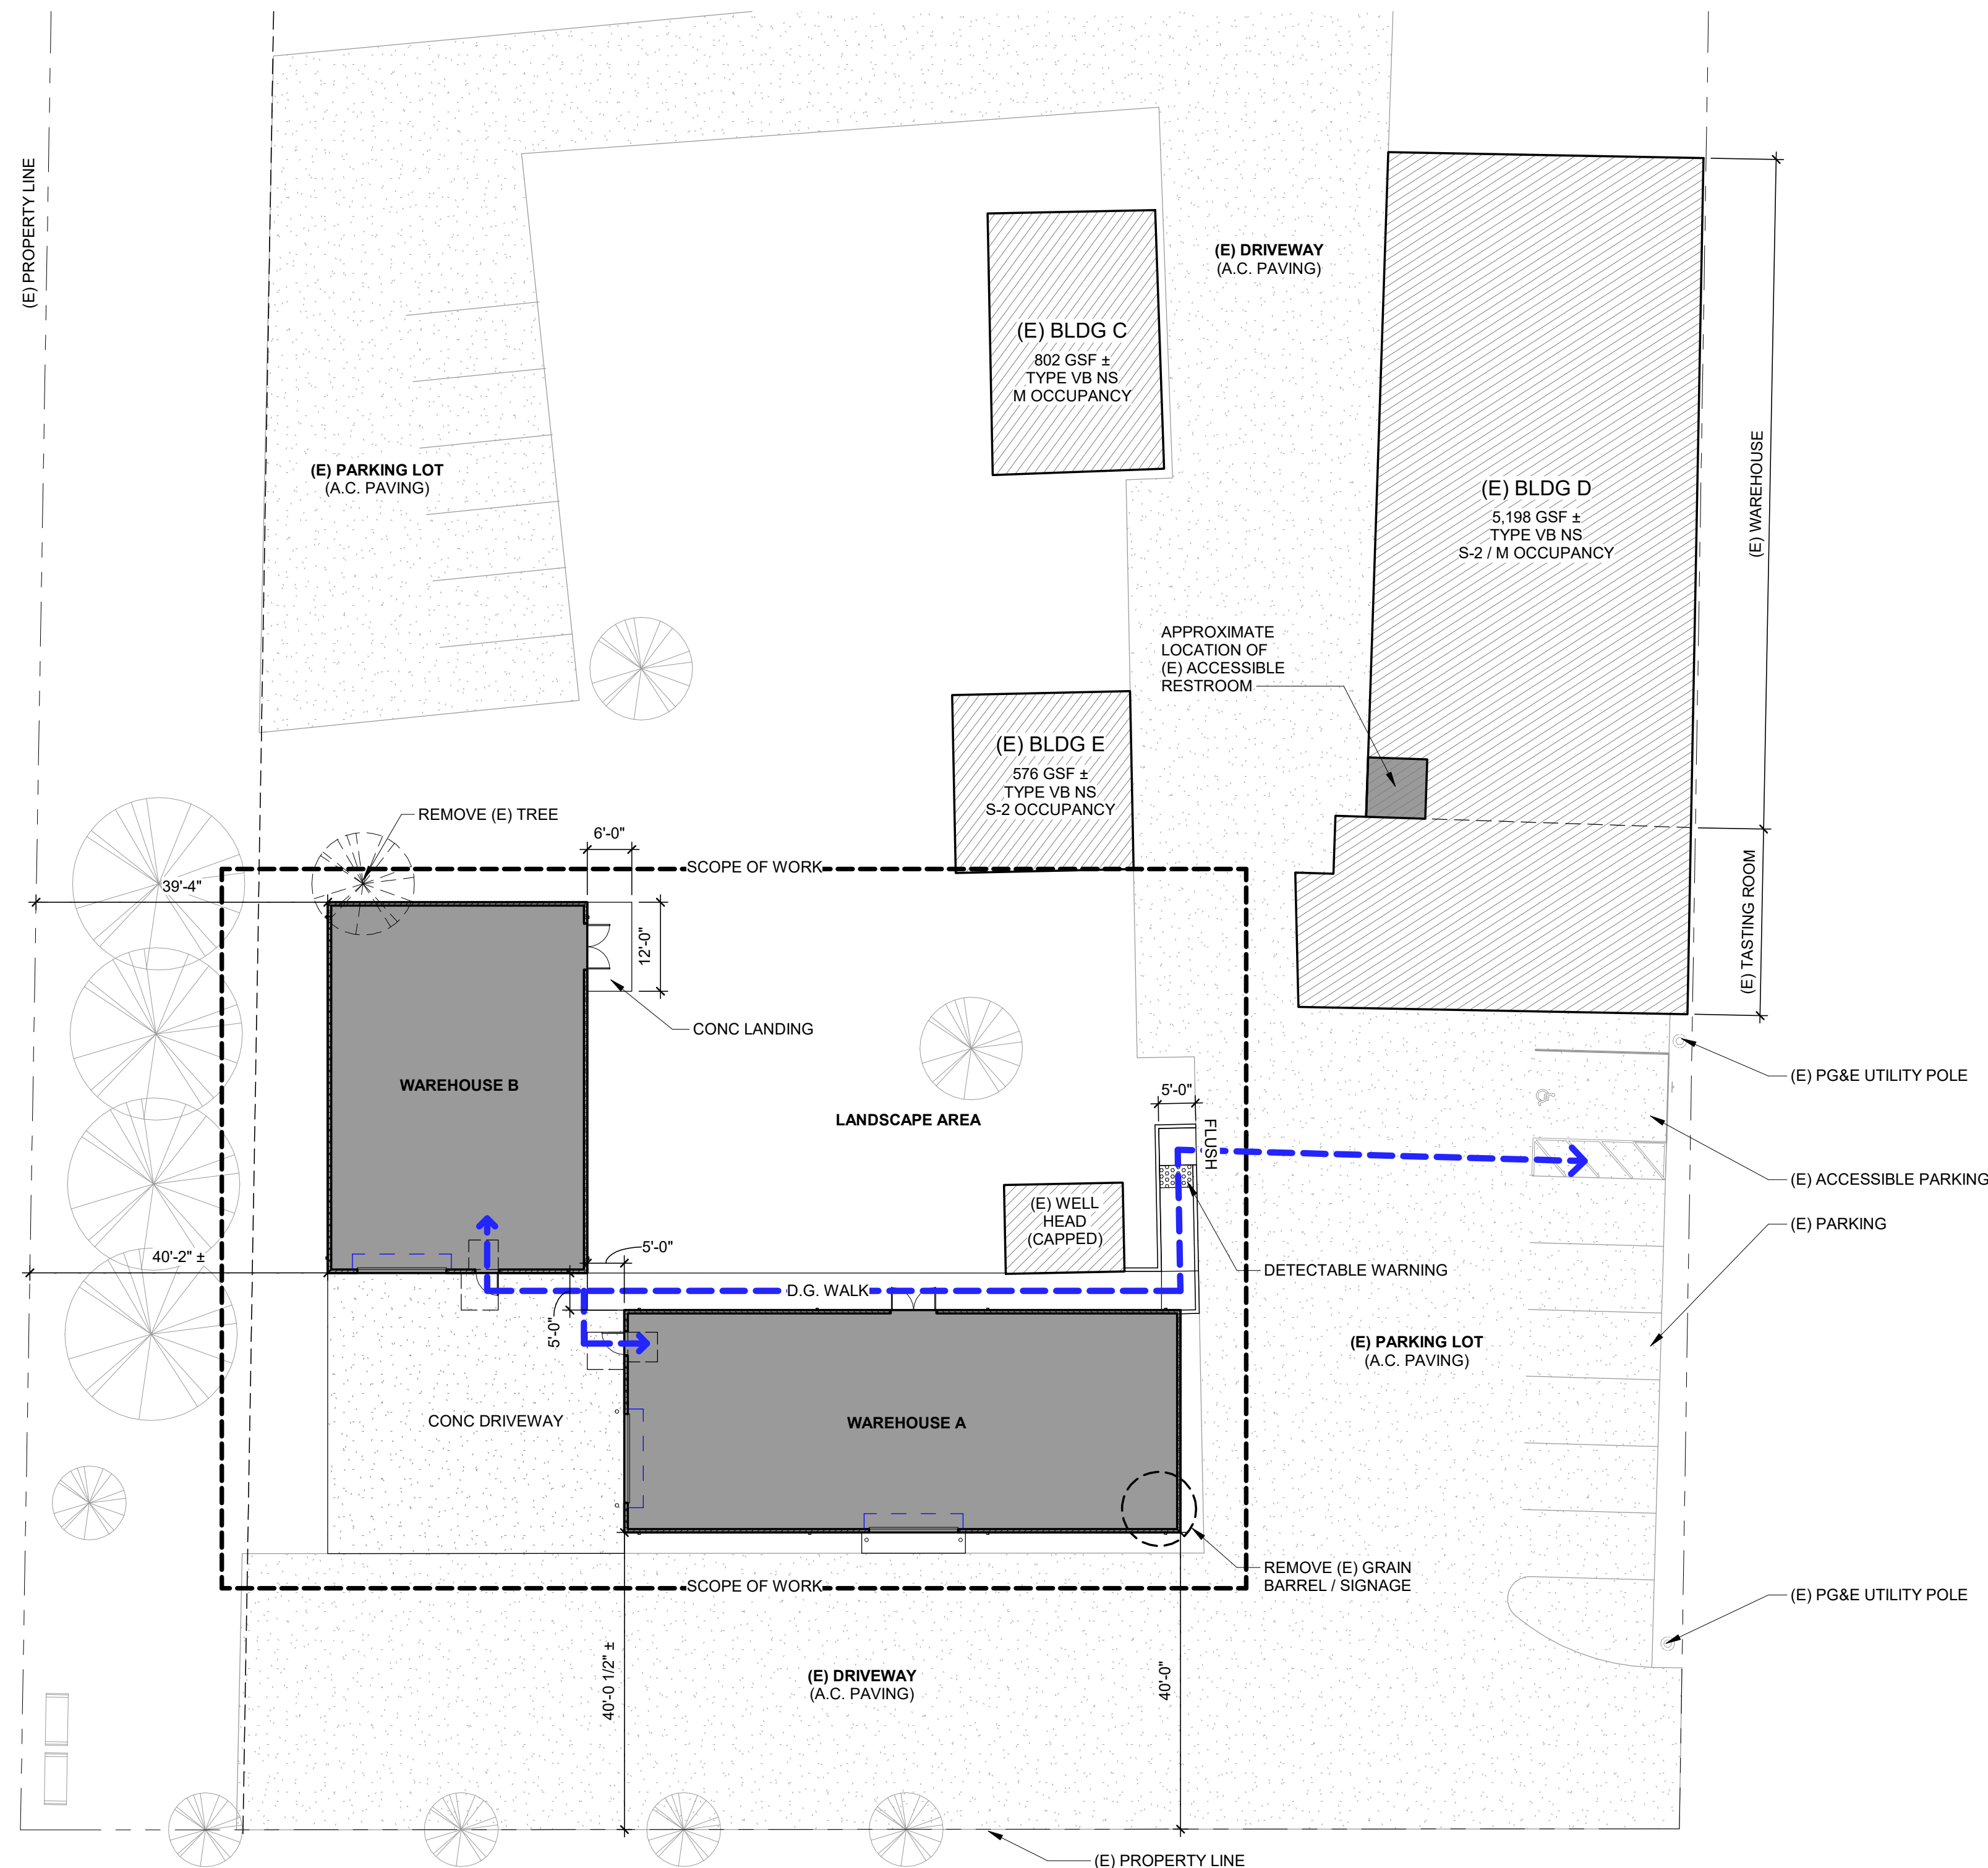 (E) PROPERTY LINE
(E) DRIVEWAY
(A.C. PAVING)
(E) BLDG C
802 GSF ±
TYPE VB NS
M OCCUPANCY
(E) PARKING LOT
(A.C. PAVING)
(E) BLDG D
5,198 GSF ±
TYPE VB NS
S-2 / M OCCUPANCY
(E) WAREHOUSE
APPROXIMATE
LOCATION OF
(E) ACCESSIBLE
RESTROOM
(E) BLDG E
576 GSF ±
TYPE VB NS
S-2 OCCUPANCY
REMOVE (E) TREE
6'-0"
SCOPE OF WORK
39'-4"
12'-0"
(E) TASTING ROOM
CONC LANDING
WAREHOUSE B
LANDSCAPE AREA
5'-0"
FLUSH
(E) PG&E UTILITY POLE
(E) ACCESSIBLE PARKING
(E) WELL
HEAD
(CAPPED)
(E) PARKING
40'-2" ±
5'-0"
DETECTABLE WARNING
D.G. WALK
5'-0"
(E) PARKING LOT
(A.C. PAVING)
CONC DRIVEWAY
WAREHOUSE A
REMOVE (E) GRAIN
BARREL / SIGNAGE
SCOPE OF WORK
(E) PG&E UTILITY POLE
40'-0 1/2" ±
(E) DRIVEWAY
(A.C. PAVING)
40'-0"
(E) PROPERTY LINE